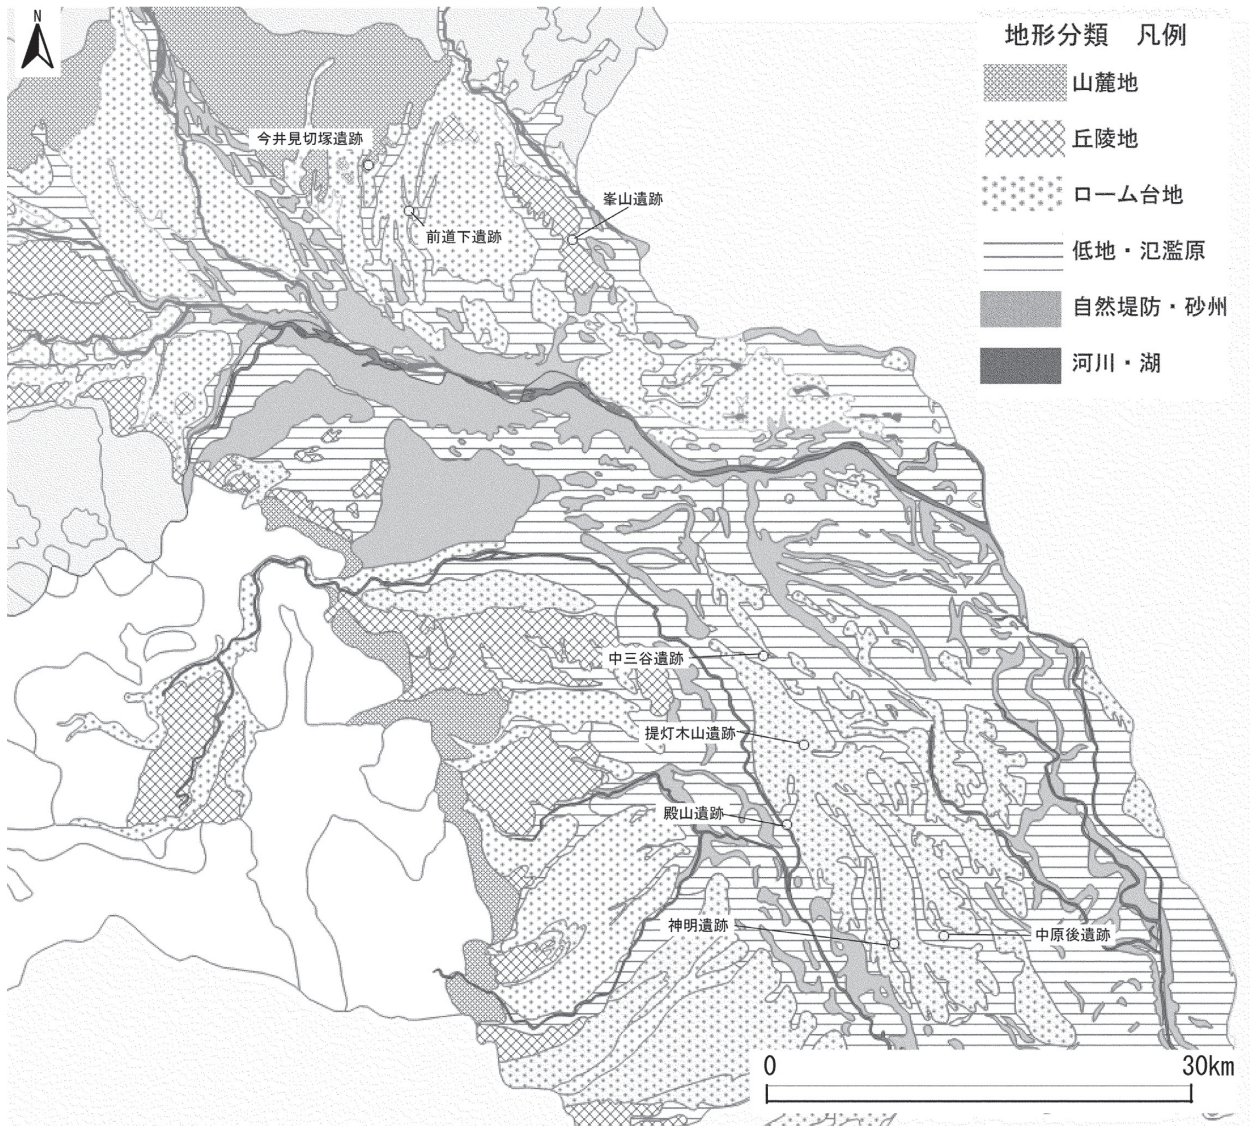 N
地形分類 凡例
山麓地
丘陵地
ローム台地
低地・氾濫原
自然堤防・砂州
河川・湖
今井見切塚遺跡
峯山遺跡
前道下遺跡
中三谷遺跡
提灯木山遺跡
殿山遺跡
神明遺跡
中原後遺跡
0 30km